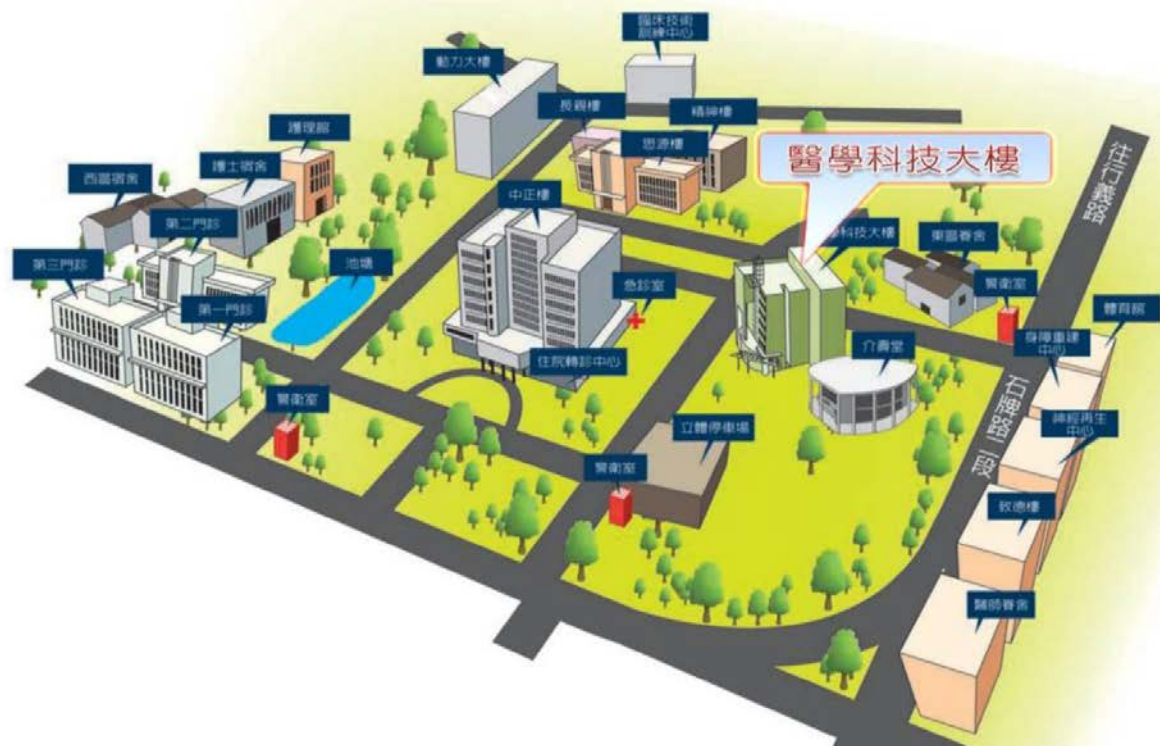 臨床技術
訓練中心
動力大樓
長親樓
精神樓
思源樓
護理館
護士宿舍
西區宿舍
第二門診
第三門診
第一門診
池塘
中正樓
急診室
住院轉診中心
醫學科技大樓
科技大樓
東區眷舍
警衛室
往行義路
體育館
身障重建
中心
介壽堂
石牌路二段
神經再生
中心
立體停車場
警衛室
警衛室
致德樓
醫師眷舍